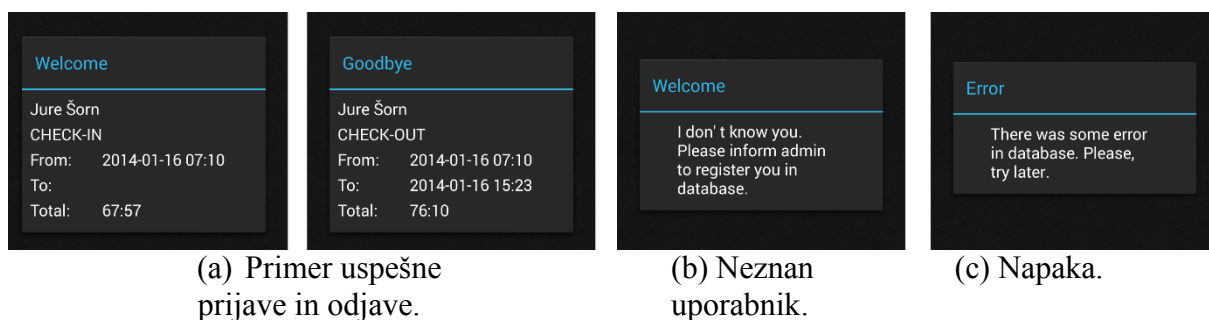 Welcome
Jure Šorn
CHECK-IN
From: 2014-01-16 07:10
To:
Total: 67:57
Goodbye
Jure Šorn
CHECK-OUT
From: 2014-01-16 07:10
To: 2014-01-16 15:23
Total: 76:10
Welcome
I don' t know you.
Please inform admin
to register you in
database.
Error
There was some error
in database. Please,
try later.
(a) Primer uspešne
prijave in odjave.
(b) Neznan
uporabnik.
(c) Napaka.